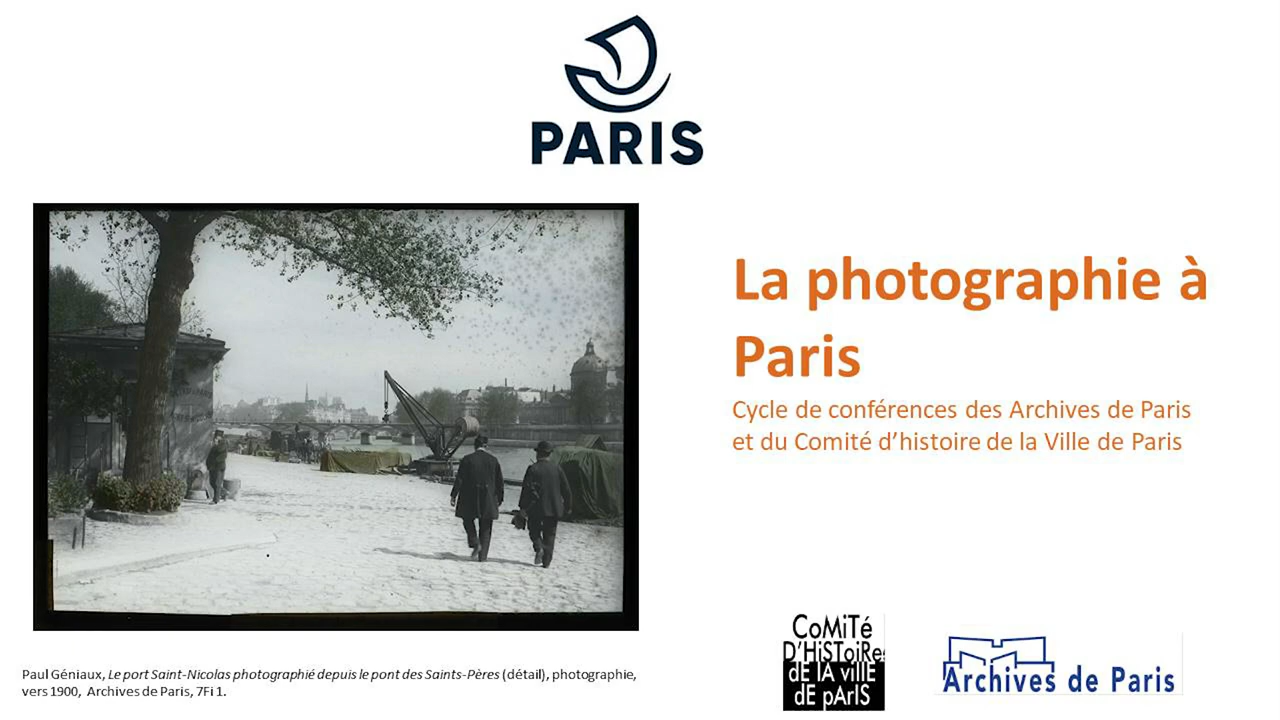 PARIS
La photographie à
Paris
Cycle de conférences des Archives de Paris
et du Comité d’histoire de la Ville de Paris
Paul Géniaux, Le port Saint-Nicolas photographié depuis le pont des Saints-Pères (détail), photographie,
vers 1900, Archives de Paris, 7Fi 1.
CoMiTé
D'HiSToiRe
dE lA vIllE
dE pArIS
Archives de Paris